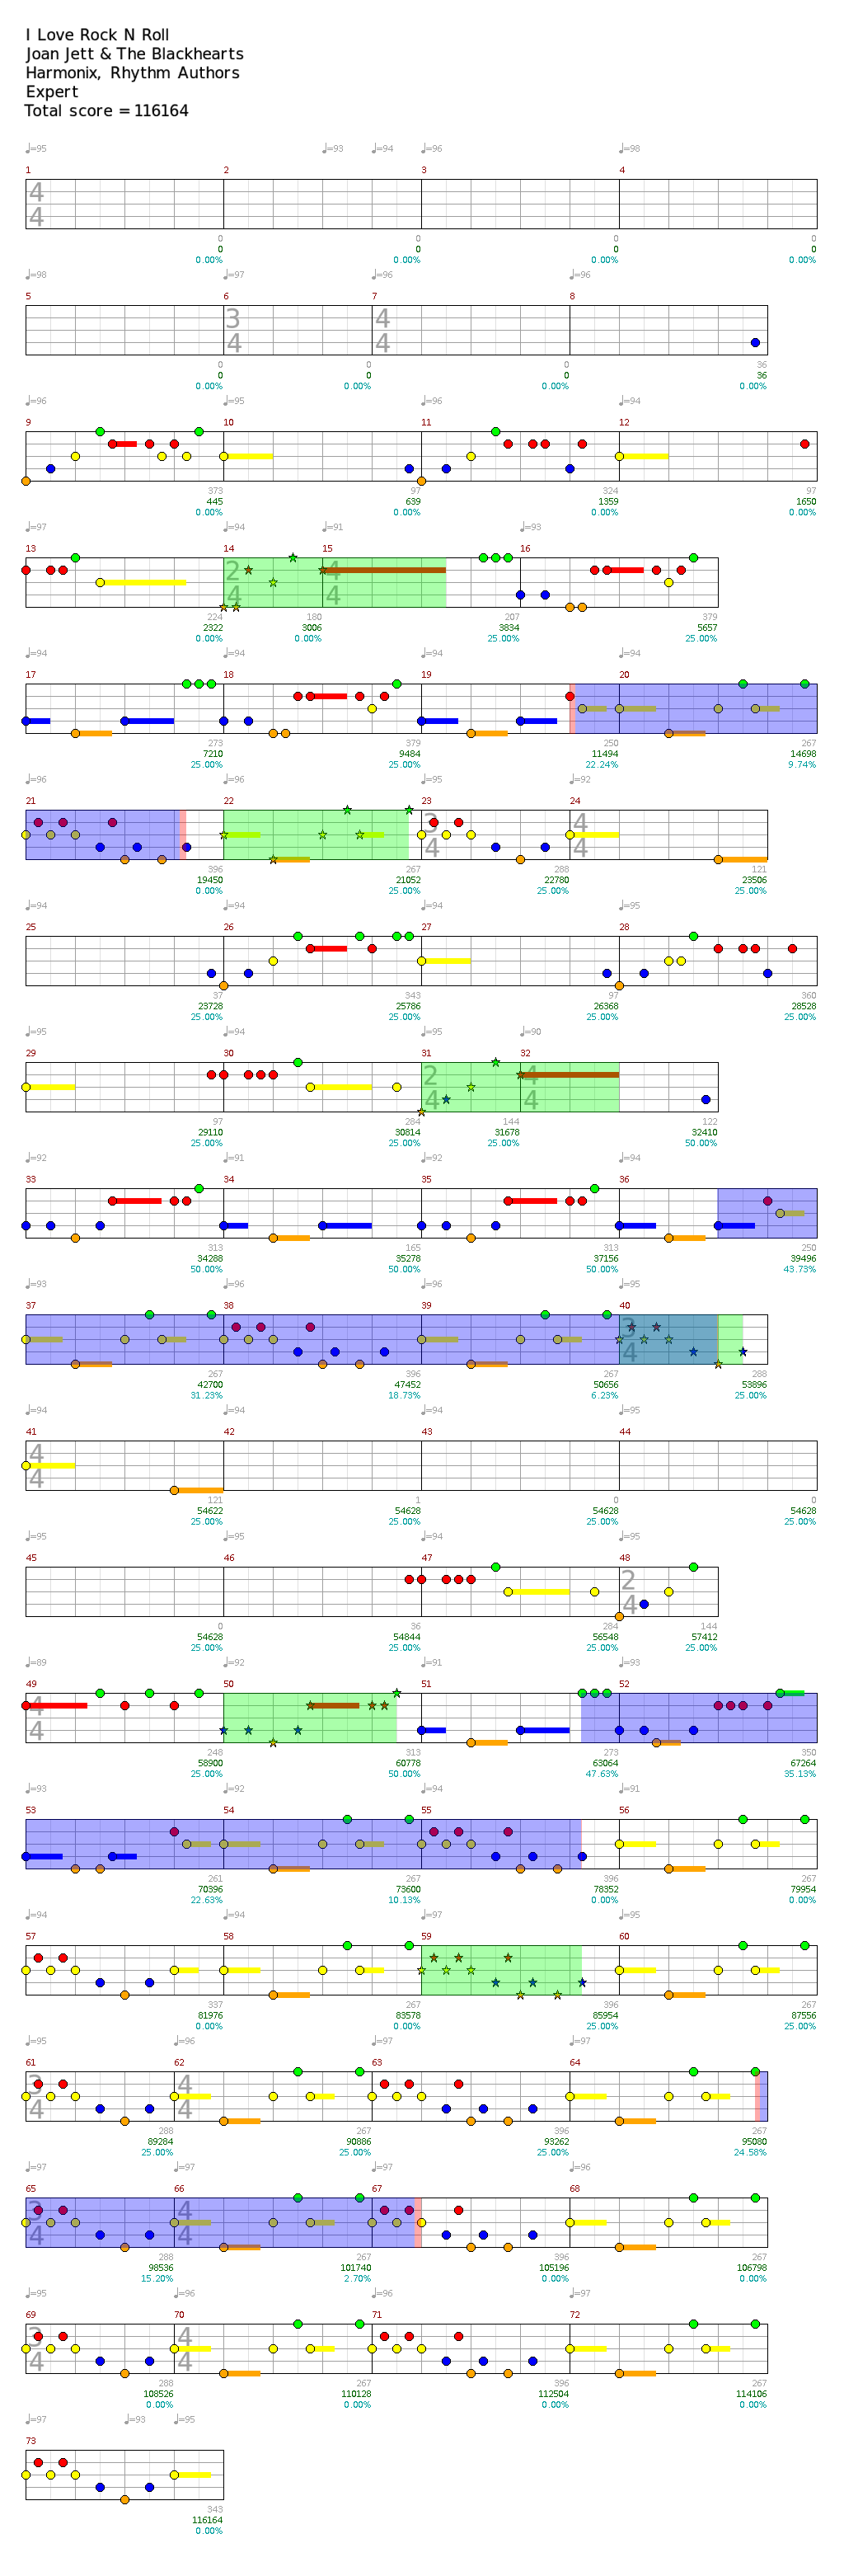 I Love Rock N Roll
Joan Jett & The Blackhearts
Harmonix, Rhythm Authors
Expert
Total score = 116164
♩=95 ♩=93 ♩=94 ♩=96 ♩=98
1 2 3 4
4 4
0 0 0 0
0 0 0 0
0.00% 0.00% 0.00% 0.00%
♩=98 ♩=97 ♩=96 ♩=96
5 6 7 8
3 4 4 4
0 0 0 36
0 0 0 36
0.00% 0.00% 0.00% 0.00%
♩=96 ♩=95 ♩=96 ♩=94
9 10 11 12
373 97 324 97
445 639 1359 1650
0.00% 0.00% 0.00% 0.00%
♩=97 ♩=94 ♩=91 ♩=93
13 14 15 16
2 4 4 4
224 180 207 379
2322 3006 3834 5657
0.00% 0.00% 25.00% 25.00%
♩=94 ♩=94 ♩=94 ♩=94
17 18 19 20
273 379 250 267
7210 9484 11494 14698
25.00% 25.00% 22.24% 9.74%
♩=96 ♩=96 ♩=95 ♩=92
21 22 23 24
3 4 4 4
396 267 288 121
19450 21052 22780 23506
0.00% 25.00% 25.00% 25.00%
♩=94 ♩=94 ♩=94 ♩=95
25 26 27 28
37 343 97 360
23728 25786 26368 28528
25.00% 25.00% 25.00% 25.00%
♩=95 ♩=94 ♩=95 ♩=90
29 30 31 32
2 4 4 4
97 284 144 122
29110 30814 31678 32410
25.00% 25.00% 25.00% 50.00%
♩=92 ♩=91 ♩=92 ♩=94
33 34 35 36
313 165 313 250
34288 35278 37156 39496
50.00% 50.00% 50.00% 43.73%
♩=93 ♩=96 ♩=96 ♩=95
37 38 39 40
3 4
267 396 267 288
42700 47452 50656 53896
31.23% 18.73% 6.23% 25.00%
♩=94 ♩=94 ♩=94 ♩=95
41 42 43 44
4 4
121 1 0 0
54622 54628 54628 54628
25.00% 25.00% 25.00% 25.00%
♩=95 ♩=95 ♩=94 ♩=95
45 46 47 48
2 4
0 36 284 144
54628 54844 56548 57412
25.00% 25.00% 25.00% 25.00%
♩=89 ♩=92 ♩=91 ♩=93
49 50 51 52
4 4
248 313 273 350
58900 60778 63064 67264
25.00% 50.00% 47.63% 35.13%
♩=93 ♩=92 ♩=94 ♩=91
53 54 55 56
261 267 396 267
70396 73600 78352 79954
22.63% 10.13% 0.00% 0.00%
♩=94 ♩=94 ♩=97 ♩=95
57 58 59 60
337 267 396 267
81976 83578 85954 87556
0.00% 0.00% 25.00% 25.00%
♩=95 ♩=96 ♩=97 ♩=97
61 62 63 64
3 4 4 4
288 267 396 267
89284 90886 93262 95080
25.00% 25.00% 25.00% 24.58%
♩=97 ♩=97 ♩=97 ♩=96
65 66 67 68
3 4 4 4
288 267 396 267
98536 101740 105196 106798
15.20% 2.70% 0.00% 0.00%
♩=95 ♩=96 ♩=96 ♩=97
69 70 71 72
3 4 4 4
288 267 396 267
108526 110128 112504 114106
0.00% 0.00% 0.00% 0.00%
♩=97 ♩=93 ♩=95
73
343
116164
0.00%